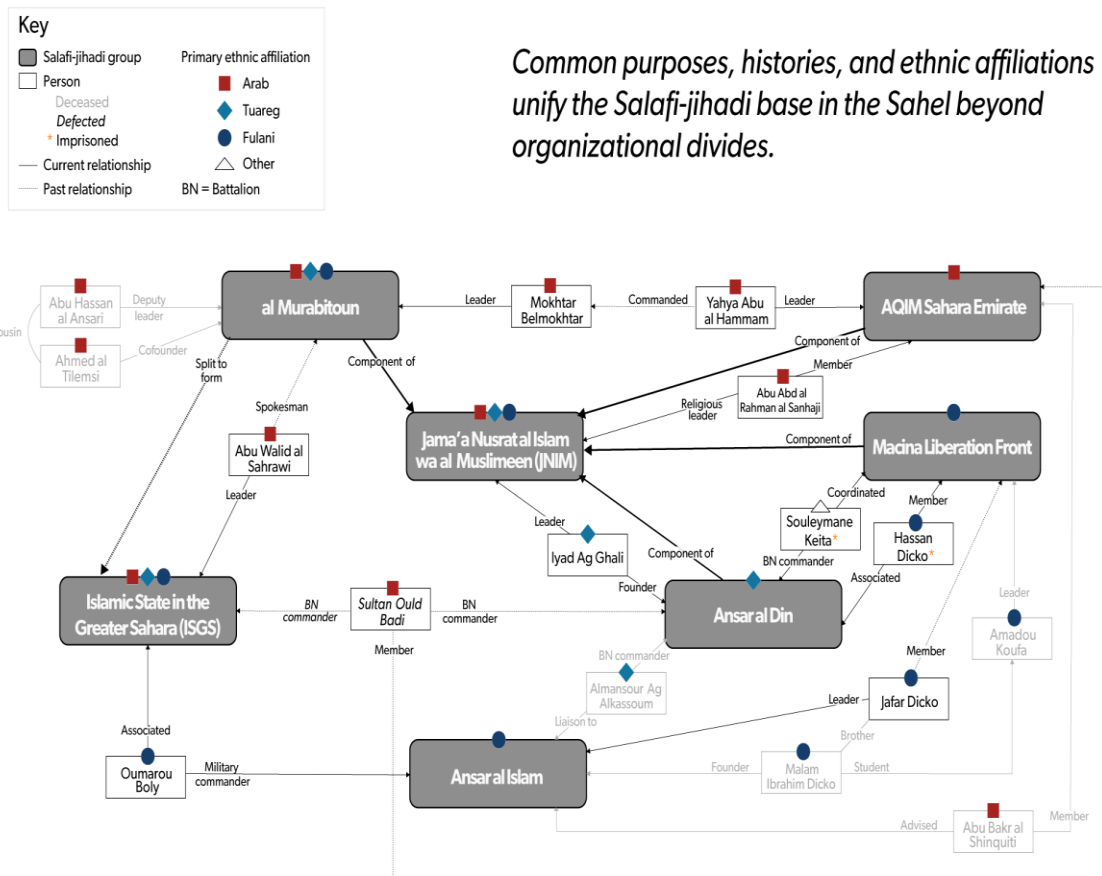 Key
Salafi-jihadi group
Person
Deceased
Defected
* Imprisoned
Current relationship
Past relationship
Primary ethnic affiliation
Arab
Tuareg
Fulani
Other
BN = Battalion
Common purposes, histories, and ethnic affiliations
unify the Salafi-jihadi base in the Sahel beyond
organizational divides.
Abu Hassan
al Ansari
Deputy
leader
ousin
Ahmed al
Tilemsi
Cofounder
al Murabitoun
Leader
Mokhtar
Belmokhtar
Commanded
Yahya Abu
al Hammam
Leader
AQIM Sahara Emirate
Split to
form
Component of
Component of
Member
Spokesman
Abu Walid al
Sahrawi
Leader
Religious
leader
Abu Abd al
Rahman al Sanhaji
Jama'a Nusrat al Islam
wa al Muslimeen (JNIM)
Component of
Macina Liberation Front
Leader
Iyad Ag Ghali
Founder
Component of
Coordinated
Souleymane
Keita*
BN commander
Member
Hassan
Dicko*
Associated
Islamic State in the
Greater Sahara (ISGS)
BN
commander
Sultan Ould
Badi
BN
commander
Member
Ansar al Din
BN commander
Almansour Ag
Alkassoum
Liaison to
Leader
Amadou
Koufa
Member
Jafar Dicko
Leader
Brother
Associated
Oumarou
Boly
Military
commander
Ansar al Islam
Founder
Malam
Ibrahim Dicko
Student
Advised
Abu Bakr al
Shinquiti
Member